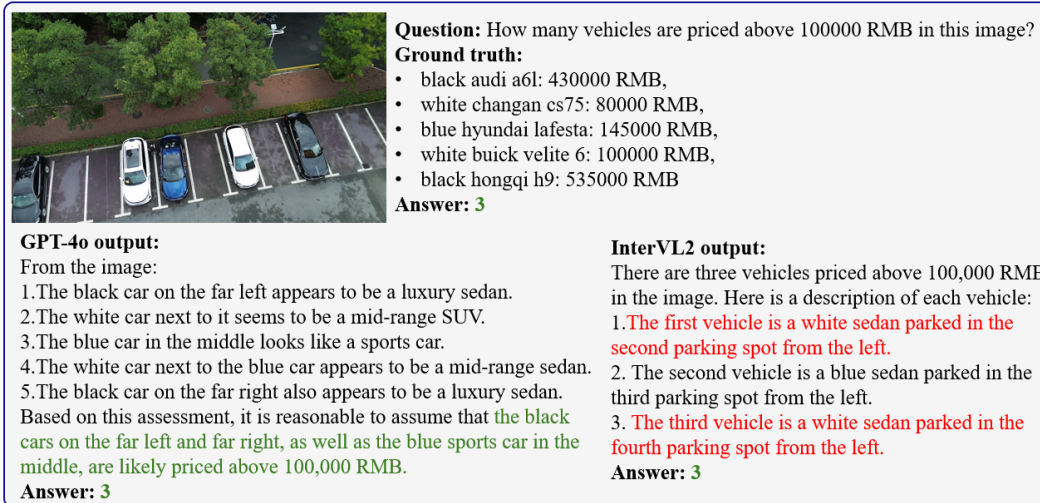 Question: How many vehicles are priced above 100000 RMB in this image?
Ground truth:
• black audi a6l: 430000 RMB,
• white changan cs75: 80000 RMB,
• blue hyundai lafesta: 145000 RMB,
• white buick velite 6: 100000 RMB,
• black hongqi h9: 535000 RMB
Answer: 3
GPT-4o output:
From the image:
1.The black car on the far left appears to be a luxury sedan.
2.The white car next to it seems to be a mid-range SUV.
3.The blue car in the middle looks like a sports car.
4.The white car next to the blue car appears to be a mid-range sedan.
5.The black car on the far right also appears to be a luxury sedan.
Based on this assessment, it is reasonable to assume that the black
cars on the far left and far right, as well as the blue sports car in the
middle, are likely priced above 100,000 RMB.
Answer: 3
InterVL2 output:
There are three vehicles priced above 100,000 RMB
in the image. Here is a description of each vehicle:
1.The first vehicle is a white sedan parked in the
second parking spot from the left.
2. The second vehicle is a blue sedan parked in the
third parking spot from the left.
3. The third vehicle is a white sedan parked in the
fourth parking spot from the left.
Answer: 3